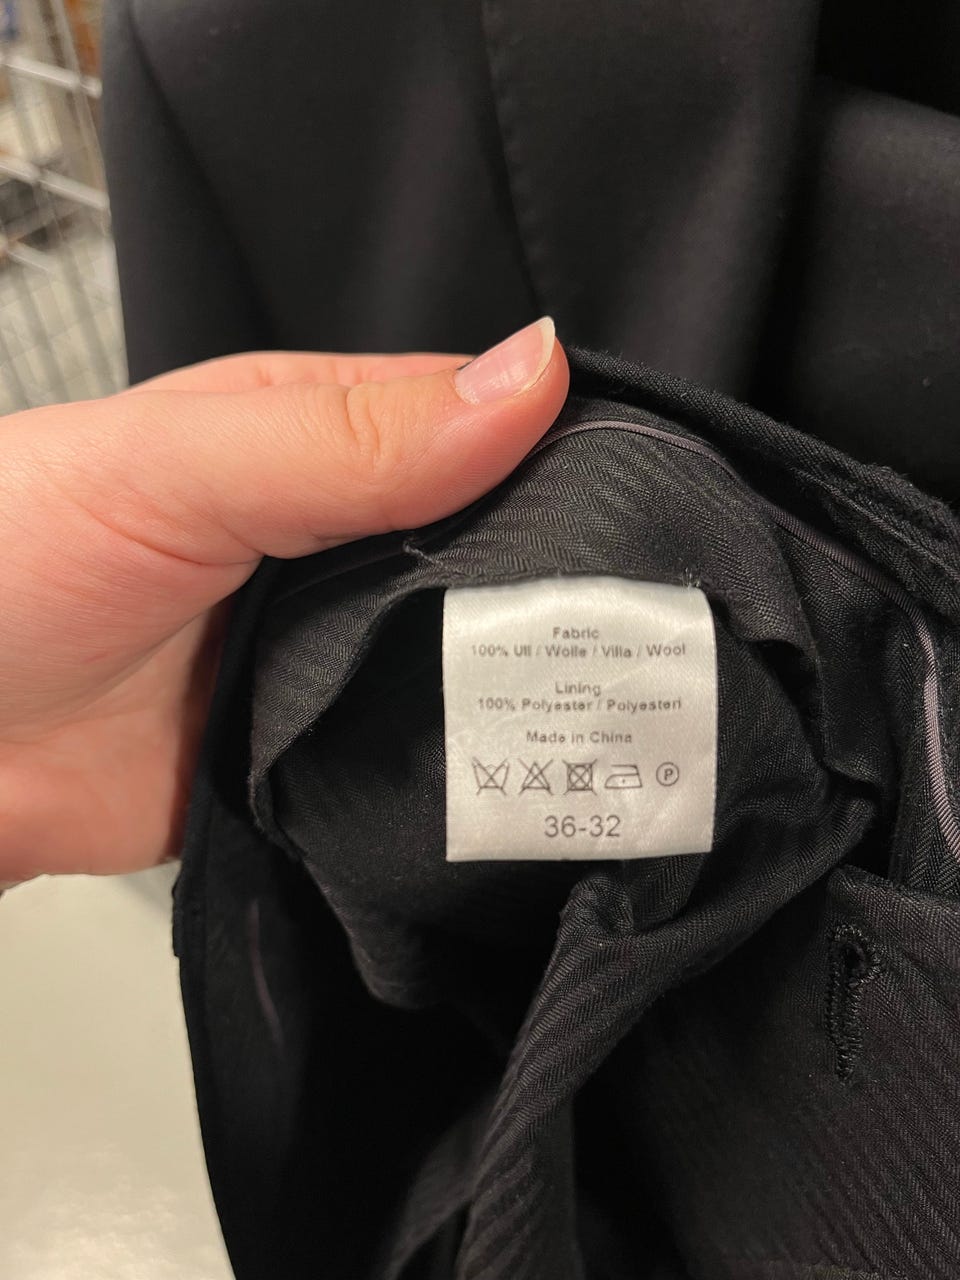 Fabric
100% Ull / Wolle / Villa / Wool
Lining
100% Polyester / Polyesteri
Made in China
P
36-32